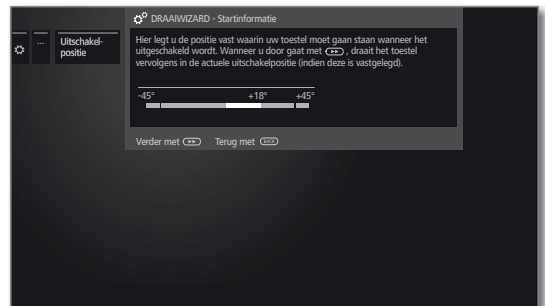 DRAAIWIZARD - Startinformatie
...
Uitschakel-
positie
Hier legt u de positie vast waarin uw toestel moet gaan staan wanneer het
uitgeschakeld wordt. Wanneer u door gaat met , draait het toestel
vervolgens in de actuele uitschakelpositie (indien deze is vastgelegd).
-45° +18° +45°
Verder met Terug met BACK